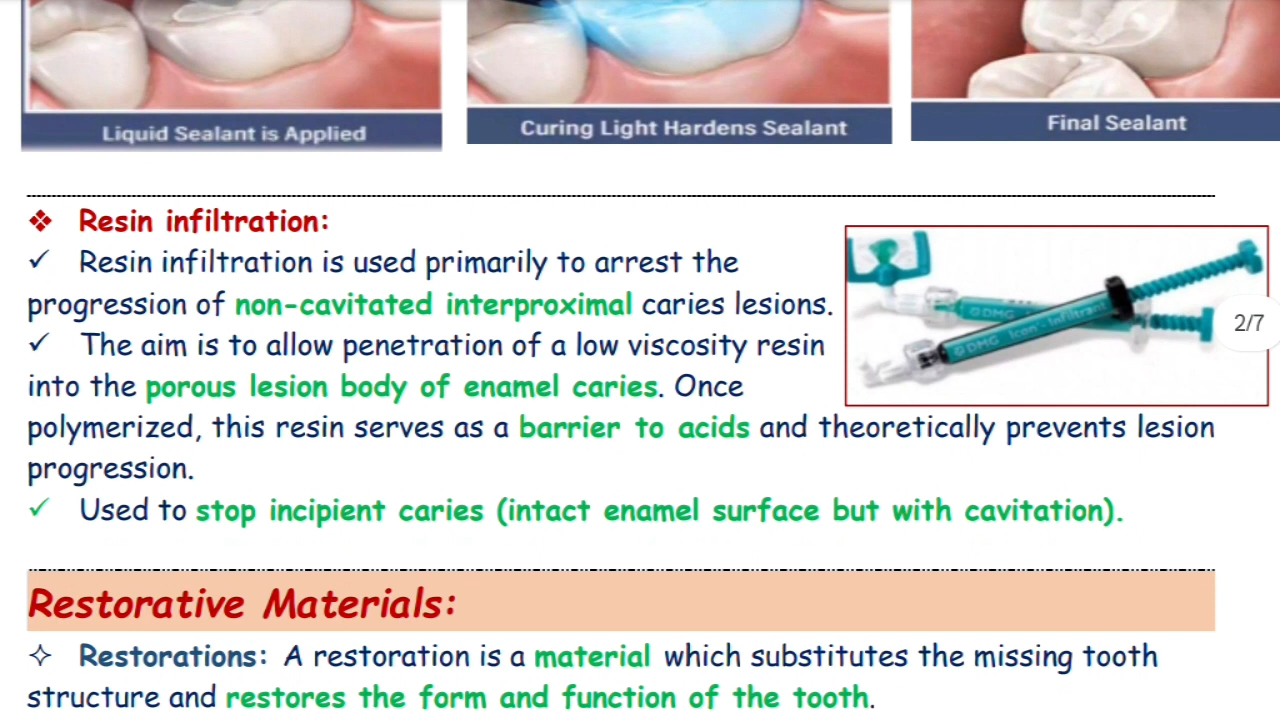 Liquid Sealant is Applied
Curing Light Hardens Sealant
Final Sealant
❖ Resin infiltration:
✓ Resin infiltration is used primarily to arrest the
progression of non-cavitated interproximal caries lesions.
✓ The aim is to allow penetration of a low viscosity resin
into the porous lesion body of enamel caries. Once
polymerized, this resin serves as a barrier to acids and theoretically prevents lesion
progression.
✓ Used to stop incipient caries (intact enamel surface but with cavitation).
DMG
DMG Icon - Infiltrant
2/7
Restorative Materials:
✧ Restorations: A restoration is a material which substitutes the missing tooth
structure and restores the form and function of the tooth.